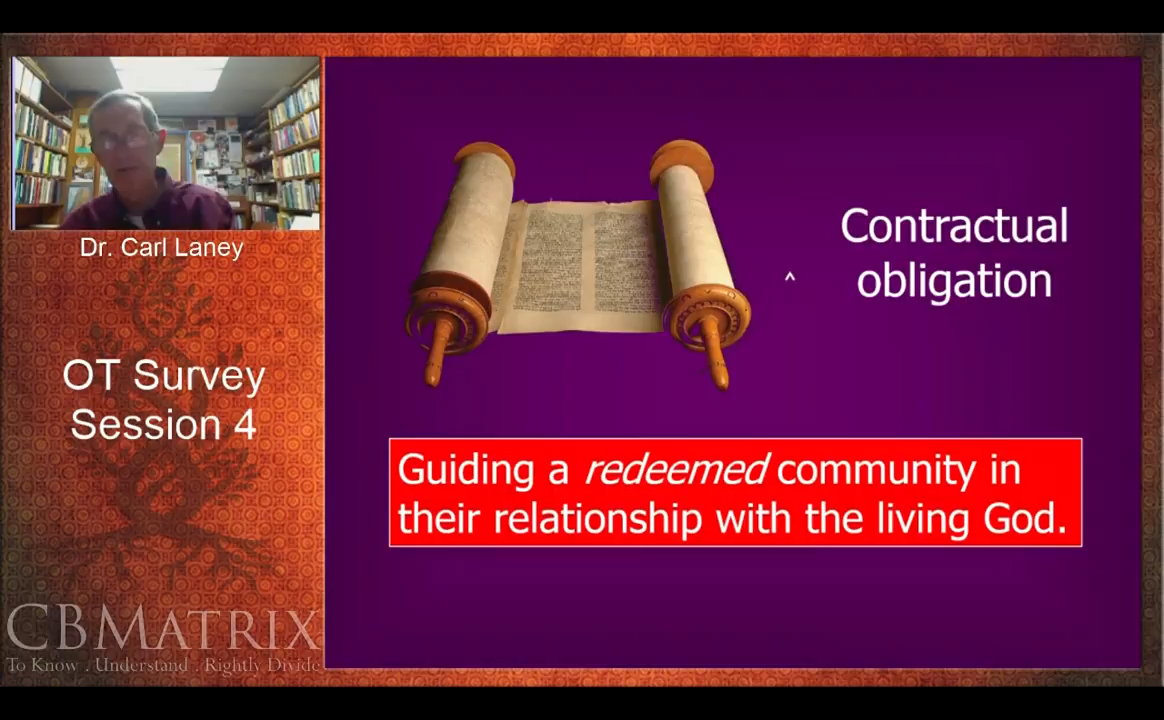 Dr. Carl Laney
OT Survey
Session 4
CBMATRIX
To Know . Understand . Rightly Divide
Contractual
^
obligation
Guiding a redeemed community in
their relationship with the living God.